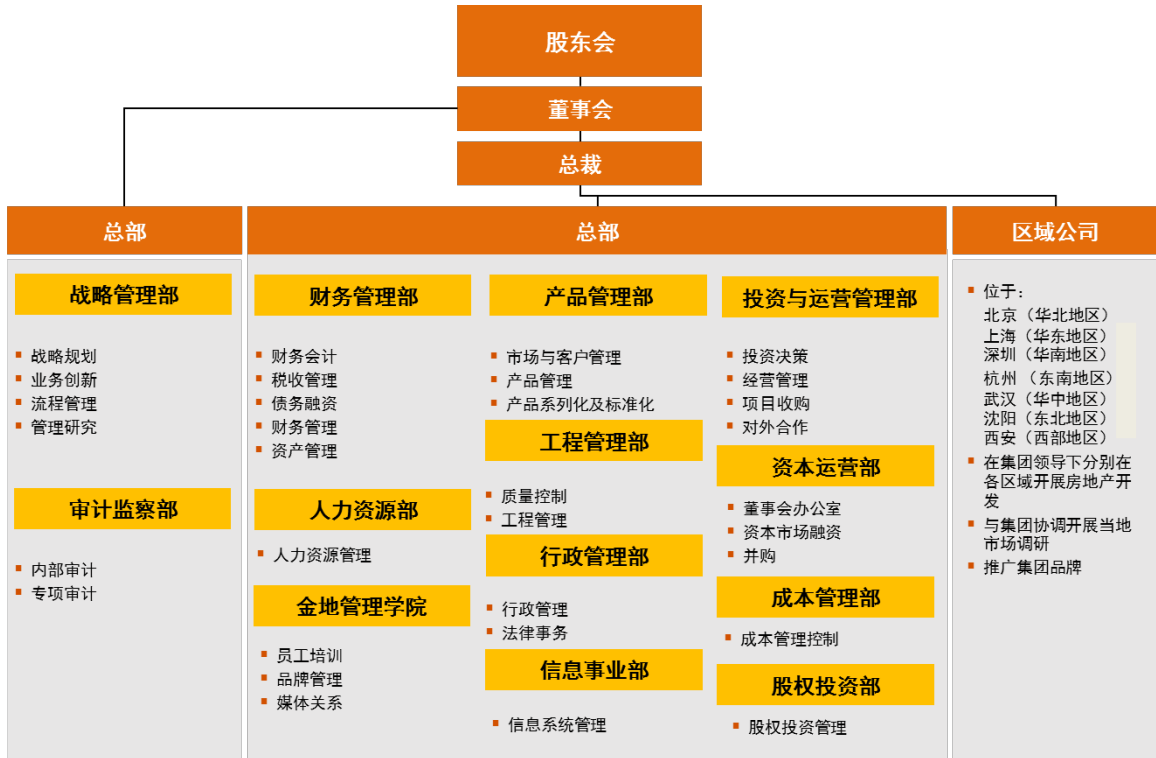 股东会
董事会
总裁
总部
战略管理部
▪ 战略规划
▪ 业务创新
▪ 流程管理
▪ 管理研究
审计监察部
▪ 内部审计
▪ 专项审计
总部
财务管理部
▪ 财务会计
▪ 税收管理
▪ 债务融资
▪ 财务管理
▪ 资产管理
人力资源部
▪ 人力资源管理
金地管理学院
▪ 员工培训
▪ 品牌管理
▪ 媒体关系
产品管理部
▪ 市场与客户管理
▪ 产品管理
▪ 产品系列化及标准化
工程管理部
▪ 质量控制
▪ 工程管理
行政管理部
▪ 行政管理
▪ 法律事务
信息事业部
▪ 信息系统管理
投资与运营管理部
▪ 投资决策
▪ 经营管理
▪ 项目收购
▪ 对外合作
资本运营部
▪ 董事会办公室
▪ 资本市场融资
▪ 并购
成本管理部
▪ 成本管理控制
股权投资部
▪ 股权投资管理
区域公司
▪ 位于：
北京（华北地区）
上海（华东地区）
深圳（华南地区）
杭州 （东南地区）
武汉（华中地区）
沈阳（东北地区）
西安（西部地区）
▪ 在集团领导下分别在
各区域开展房地产开
发
▪ 与集团协调开展当地
市场调研
▪ 推广集团品牌